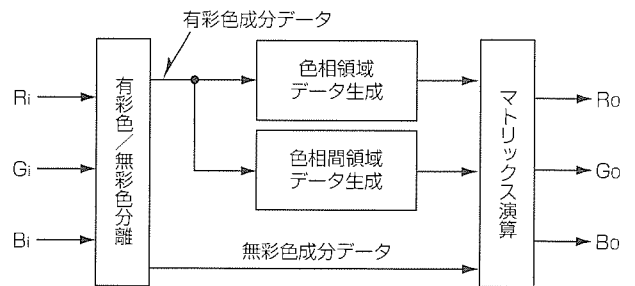 有彩色成分データ
Ri
Gi
Bi
有彩色／無彩色分離
色相領域
データ生成
色相間領域
データ生成
無彩色成分データ
マトリックス演算
Ro
Go
Bo